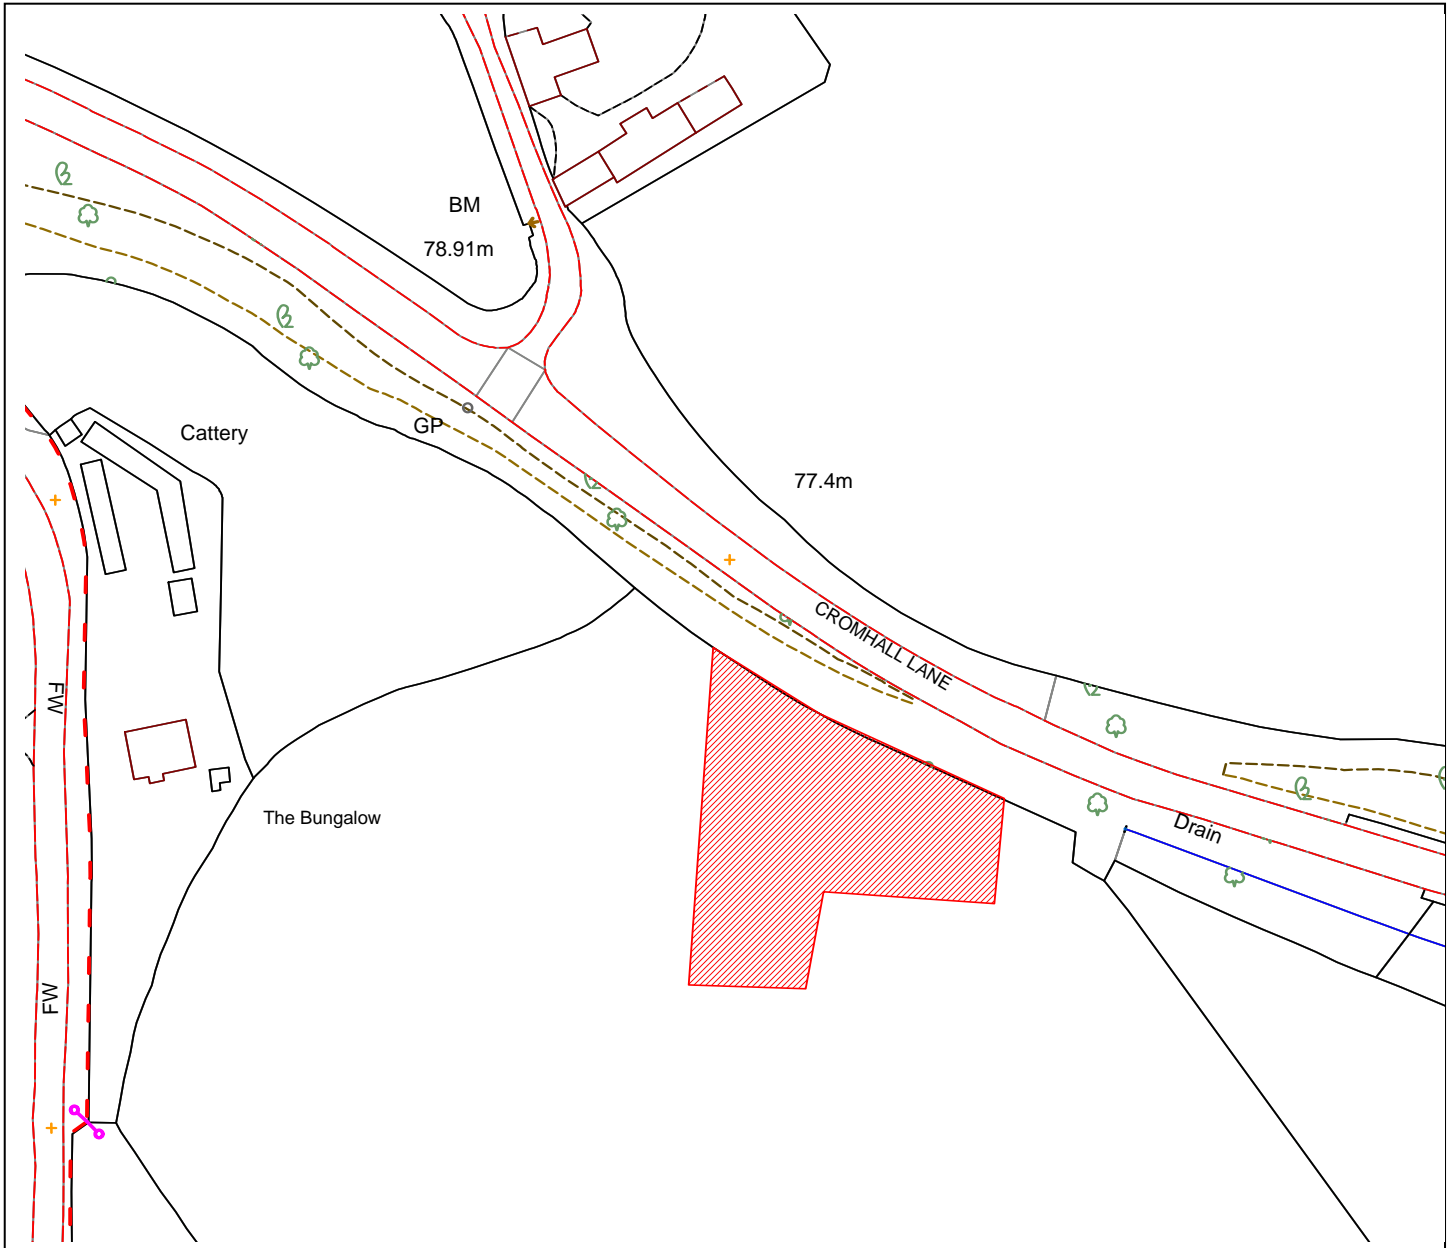 BM
78.91m
GP
Cattery
77.4m
CROMHALL LANE
FW
The Bungalow
Drain
FW